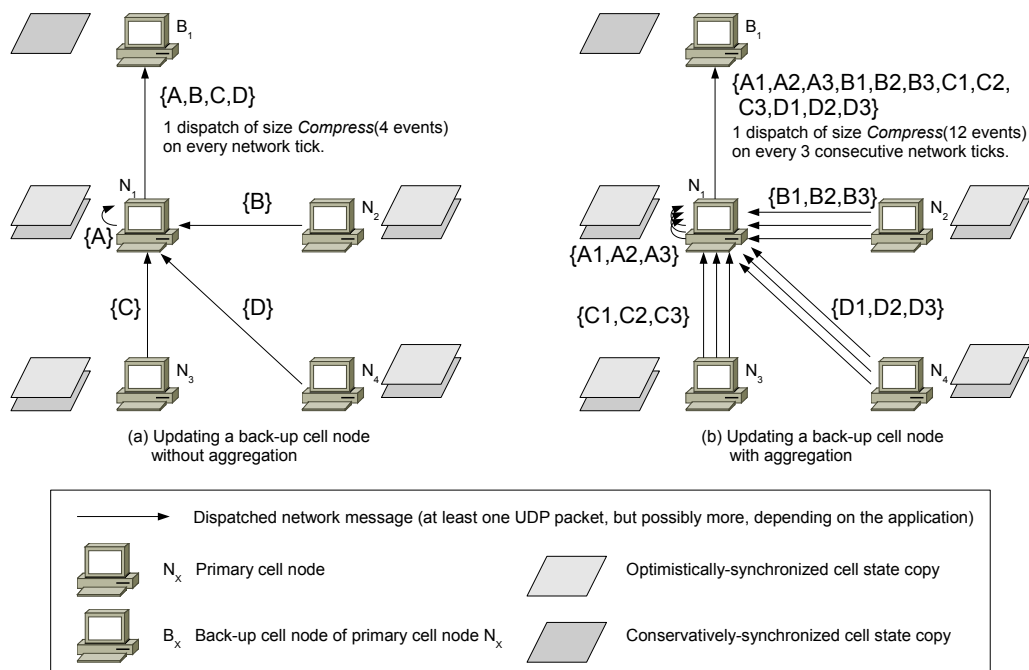 B1
{A,B,C,D}
1 dispatch of size Compress(4 events)
on every network tick.
N1
{A}
{B}
N2
{C}
{D}
N3
N4
(a) Updating a back-up cell node
without aggregation
B1
{A1,A2,A3,B1,B2,B3,C1,C2,
C3,D1,D2,D3}
1 dispatch of size Compress(12 events)
on every 3 consecutive network ticks.
N1
{B1,B2,B3}
N2
{A1,A2,A3}
{C1,C2,C3}
{D1,D2,D3}
N3
N4
(b) Updating a back-up cell node
with aggregation
Dispatched network message (at least one UDP packet, but possibly more, depending on the application)
NX Primary cell node
Optimistically-synchronized cell state copy
BX Back-up cell node of primary cell node NX
Conservatively-synchronized cell state copy